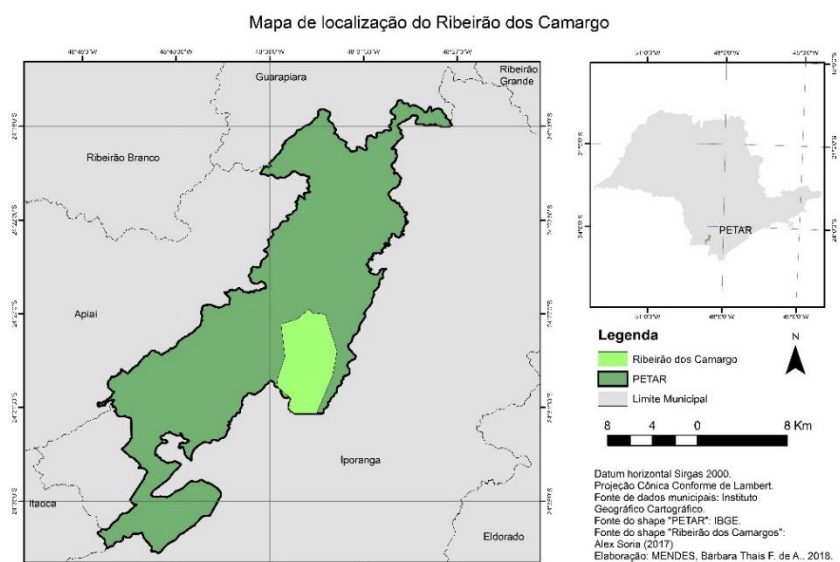 Mapa de localização do Ribeirão dos Camargo
Guarapiara
Ribeirão
Grande
Ribeirão Branco
Apiaí
Iporanga
Itaoca
Eldorado
PETAR
Legenda
Ribeirão dos Camargo
PETAR
Limite Municipal
N
8 4 0 8 Km
Datum horizontal Sirgas 2000.
Projeção Cônica Conforme de Lambert.
Fonte de dados municipais: Instituto
Geográfico Cartográfico.
Fonte do shape "PETAR": IBGE.
Fonte do shape "Ribeirão dos Camargos":
Alex Soria (2017)
Elaboração: MENDES, Bárbara Thais F. de A., 2018.